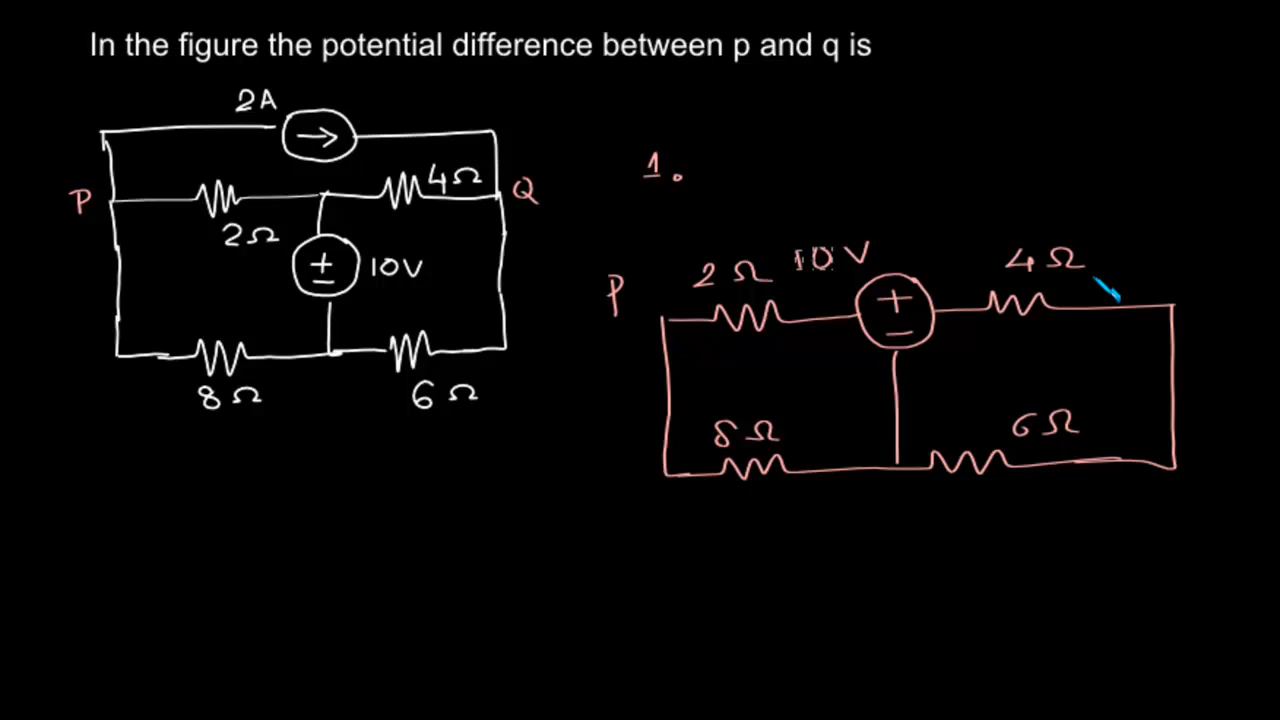 In the figure the potential difference between p and q is
2A
4Ω
P
Q
2Ω
+
-
10V
8Ω
6Ω
1.
P
2Ω
10V
4Ω
+
-
8Ω
6Ω